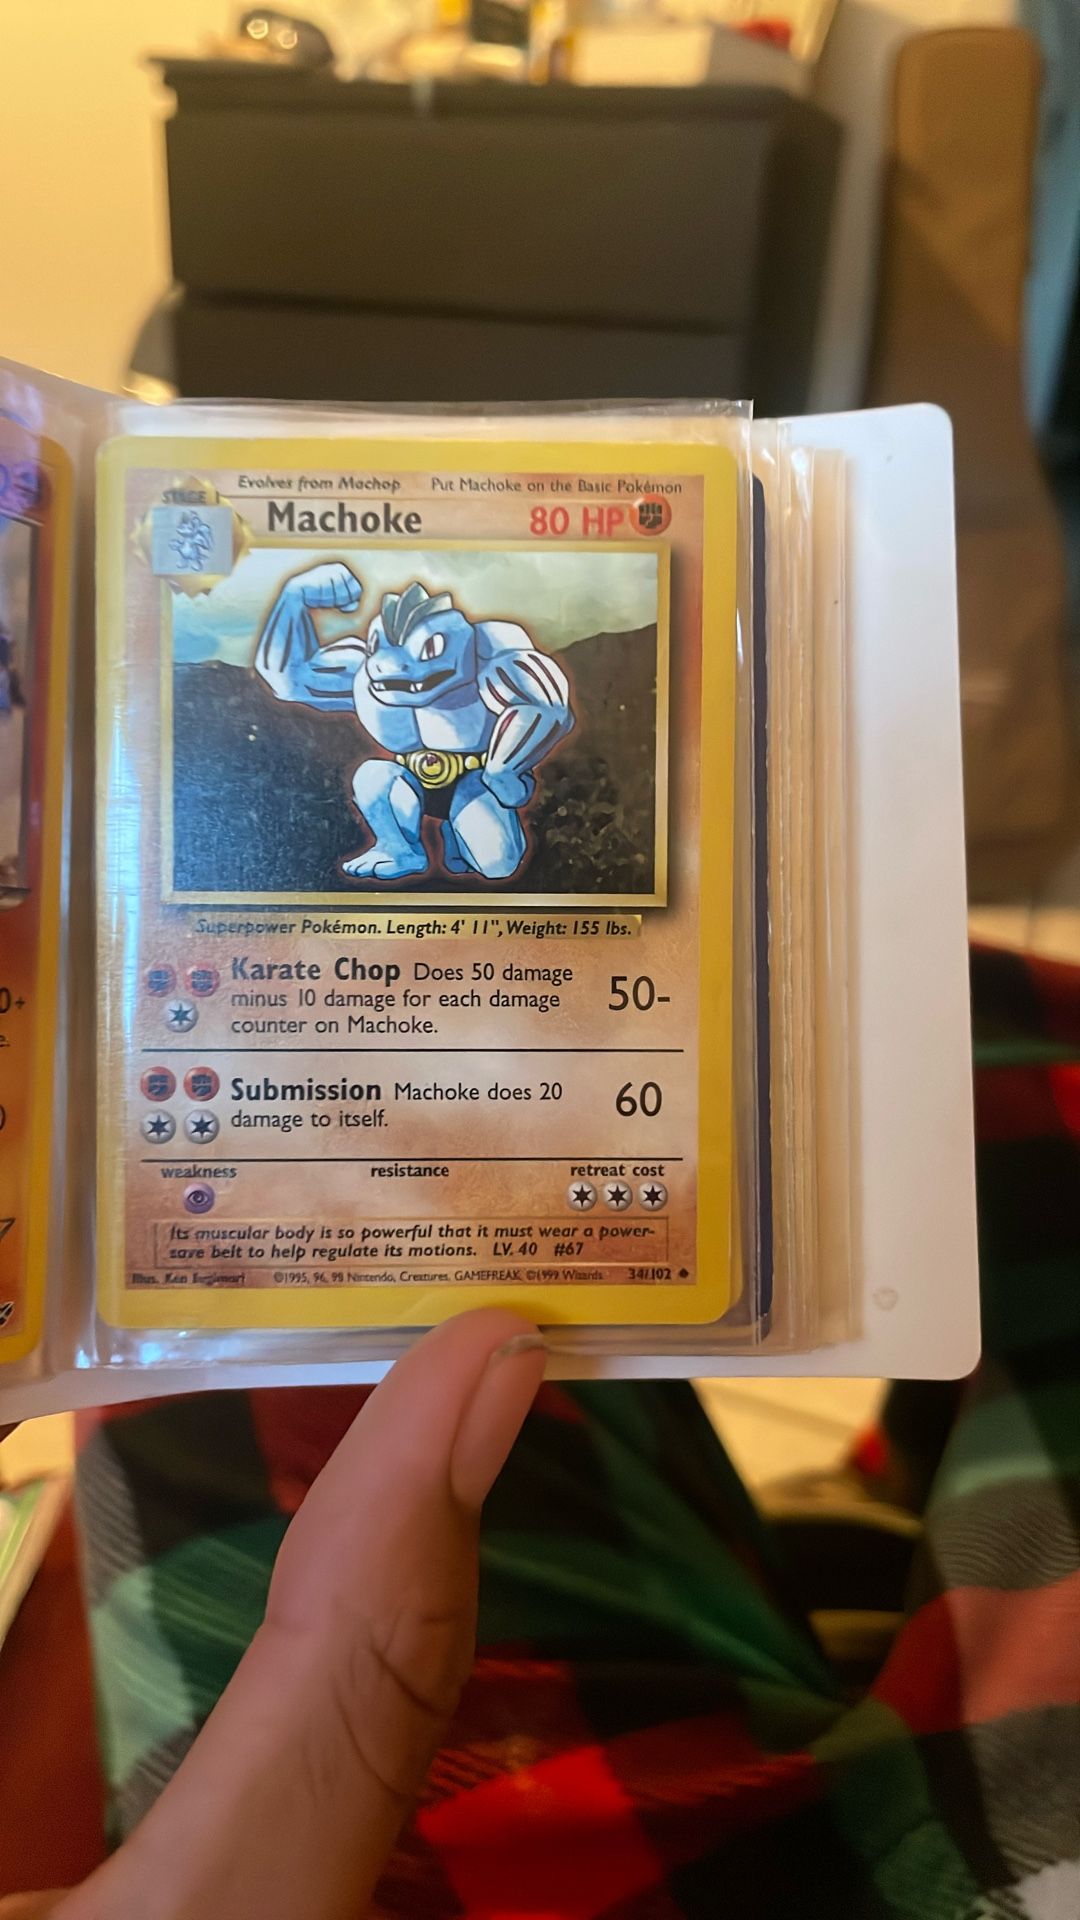 Evolves from Machop Put Machoke on the Basic Pokémon
STAGE 1
Machoke 80 HP
Superpower Pokémon. Length: 4' 11", Weight: 155 lbs.
Karate Chop Does 50 damage
minus 10 damage for each damage
counter on Machoke.
50-
Submission Machoke does 20
damage to itself.
60
weakness resistance retreat cost
Its muscular body is so powerful that it must wear a power-
save belt to help regulate its motions. LV. 40 #67
Illus. Ken Sugimori ©1995, 96, 98 Nintendo, Creatures, GAMEFREAK. ©1999 Wizards. 34/102
0+
e.